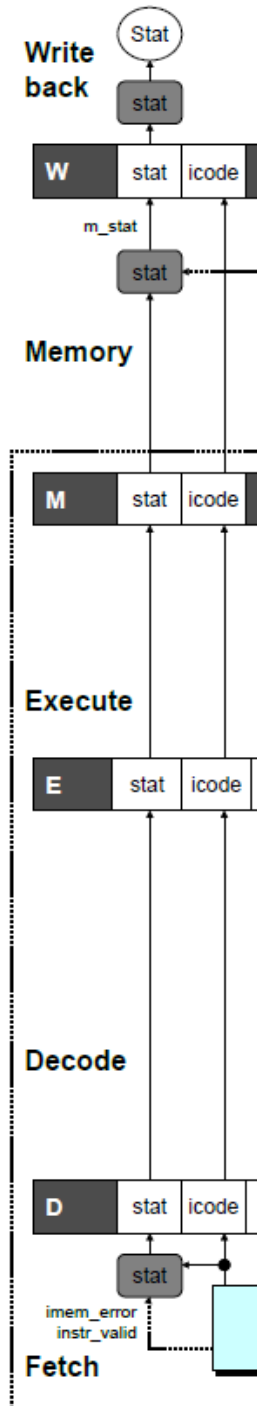 Stat
Write
back
stat
W stat icode
m_stat
stat
Memory
M stat icode
Execute
E stat icode
Decode
D stat icode
stat
imem_error
instr_valid
Fetch